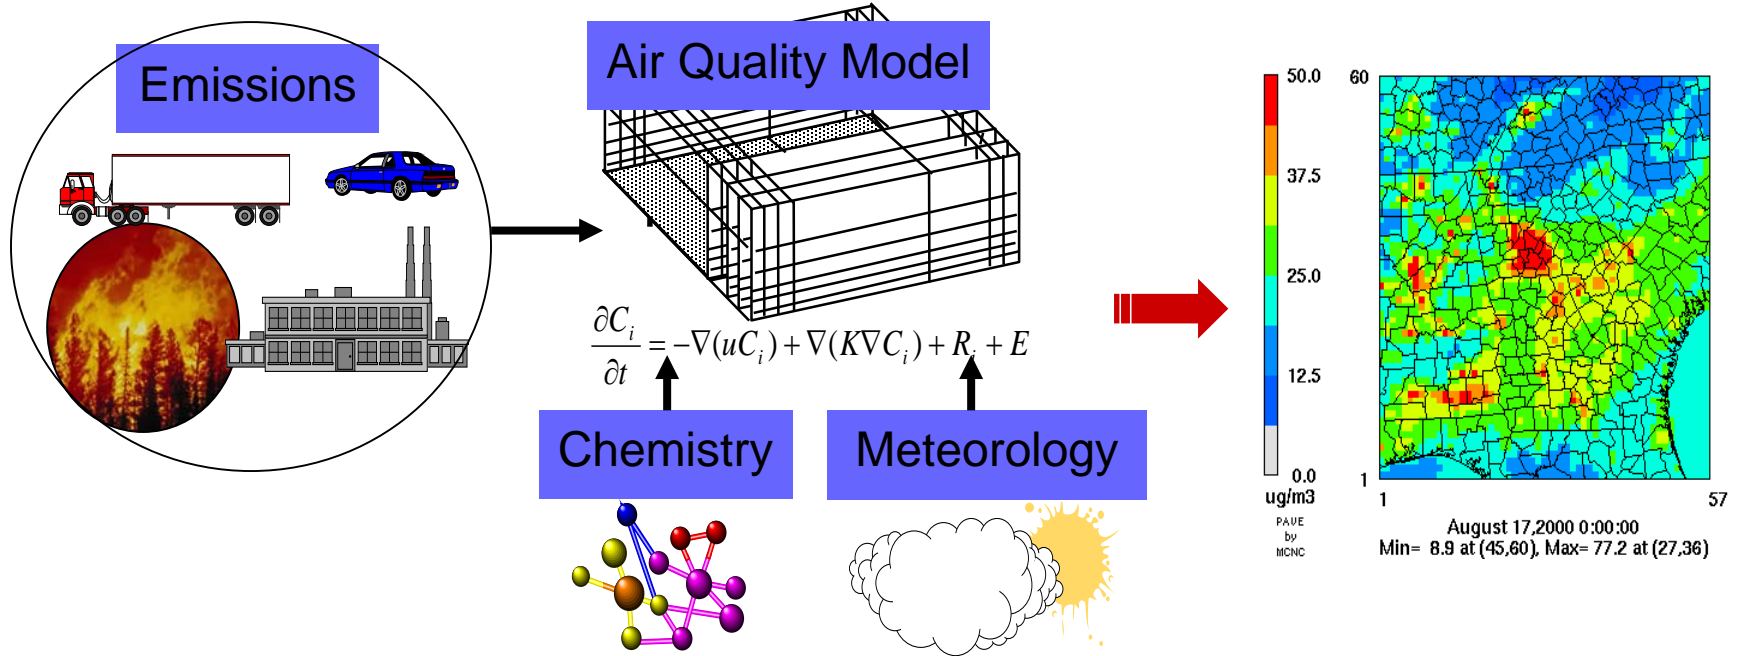 Emissions
Air Quality Model
∂C_i/∂t = −∇(uC_i) + ∇(K∇C_i) + R_i + E
Chemistry
Meteorology
50.0
37.5
25.0
12.5
0.0
ug/m3
PAVE
by
MCNC
60
1
1 57
August 17,2000 0:00:00
Min= 8.9 at (45,60), Max= 77.2 at (27,36)